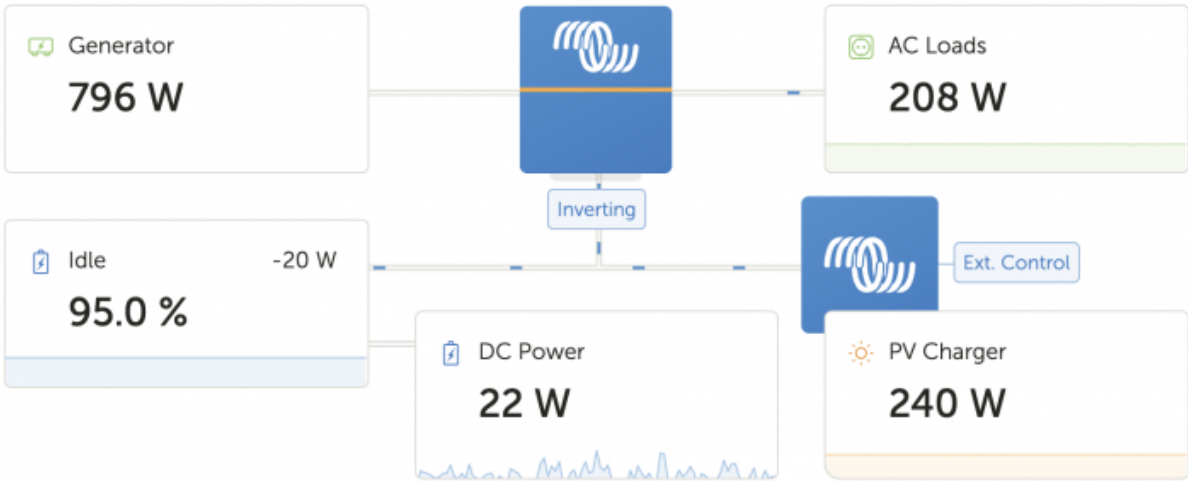 Generator
796 W
AC Loads
208 W
Inverting
Idle -20 W
95.0 %
Ext. Control
DC Power
22 W
PV Charger
240 W